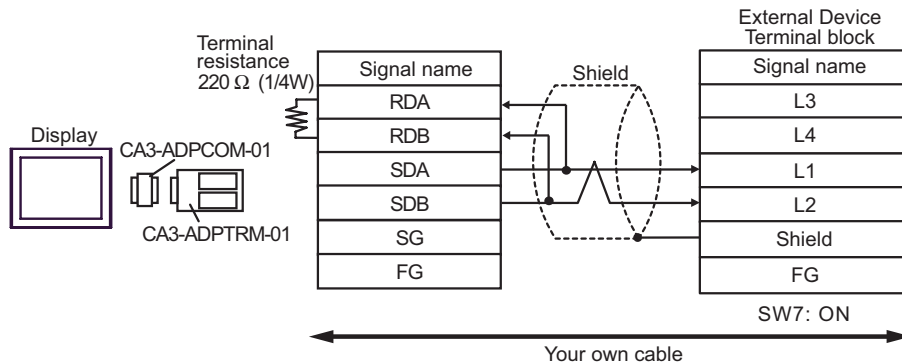 External Device
Terminal block
Terminal
resistance
220 Ω (1/4W)
Signal name
Shield
Signal name
RDA
L3
Display
CA3-ADPCOM-01
RDB
L4
SDA
L1
SDB
L2
CA3-ADPTRM-01
SG
Shield
FG
FG
SW7: ON
Your own cable